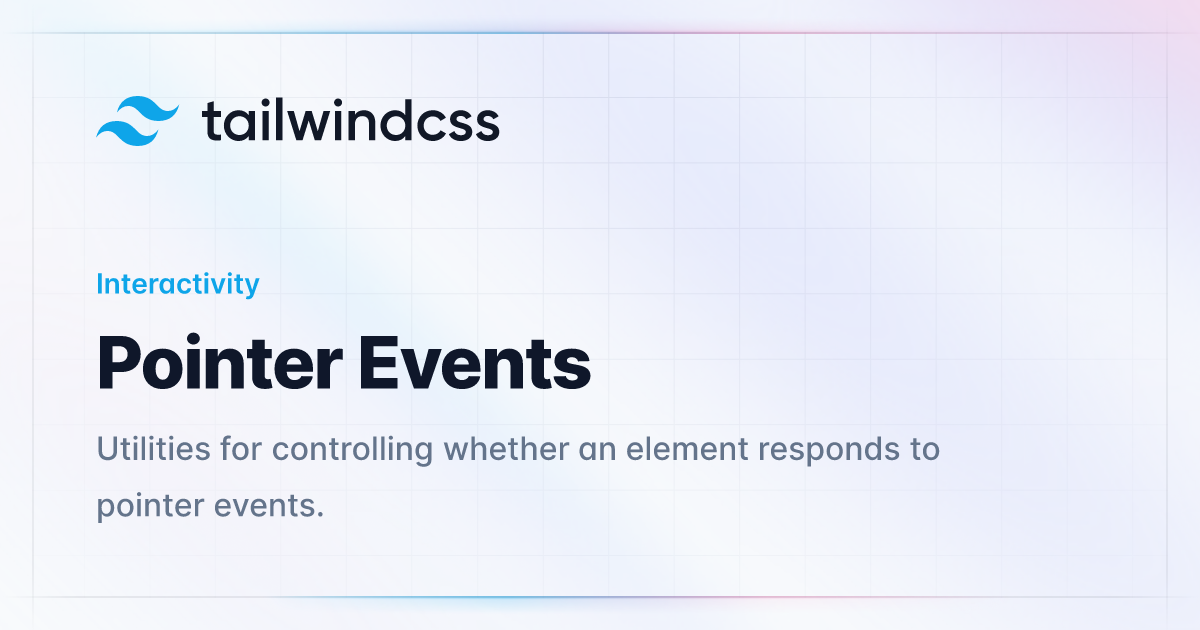 tailwindcss
Interactivity
Pointer Events
Utilities for controlling whether an element responds to
pointer events.